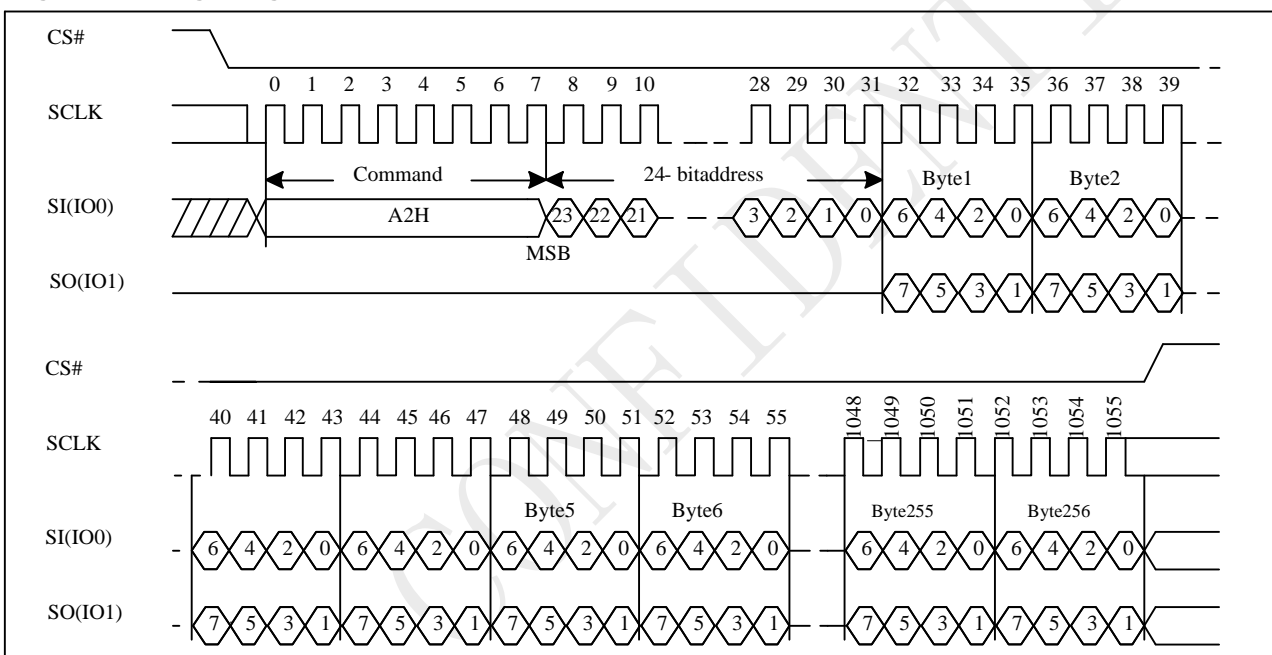 CS#
0 1 2 3 4 5 6 7 8 9 10 28 29 30 31 32 33 34 35 36 37 38 39
SCLK
Command 24- bitaddress Byte1 Byte2
SI(IO0) A2H 23 22 21 3 2 1 0 6 4 2 0 6 4 2 0
MSB
SO(IO1) 7 5 3 1 7 5 3 1
CS#
40 41 42 43 44 45 46 47 48 49 50 51 52 53 54 55 1048 1049 1050 1051 1052 1053 1054 1055
SCLK
Byte5 Byte6 Byte255 Byte256
SI(IO0) 6 4 2 0 6 4 2 0 6 4 2 0 6 4 2 0 6 4 2 0 6 4 2 0
SO(IO1) 7 5 3 1 7 5 3 1 7 5 3 1 7 5 3 1 7 5 3 1 7 5 3 1
CONFIDENT